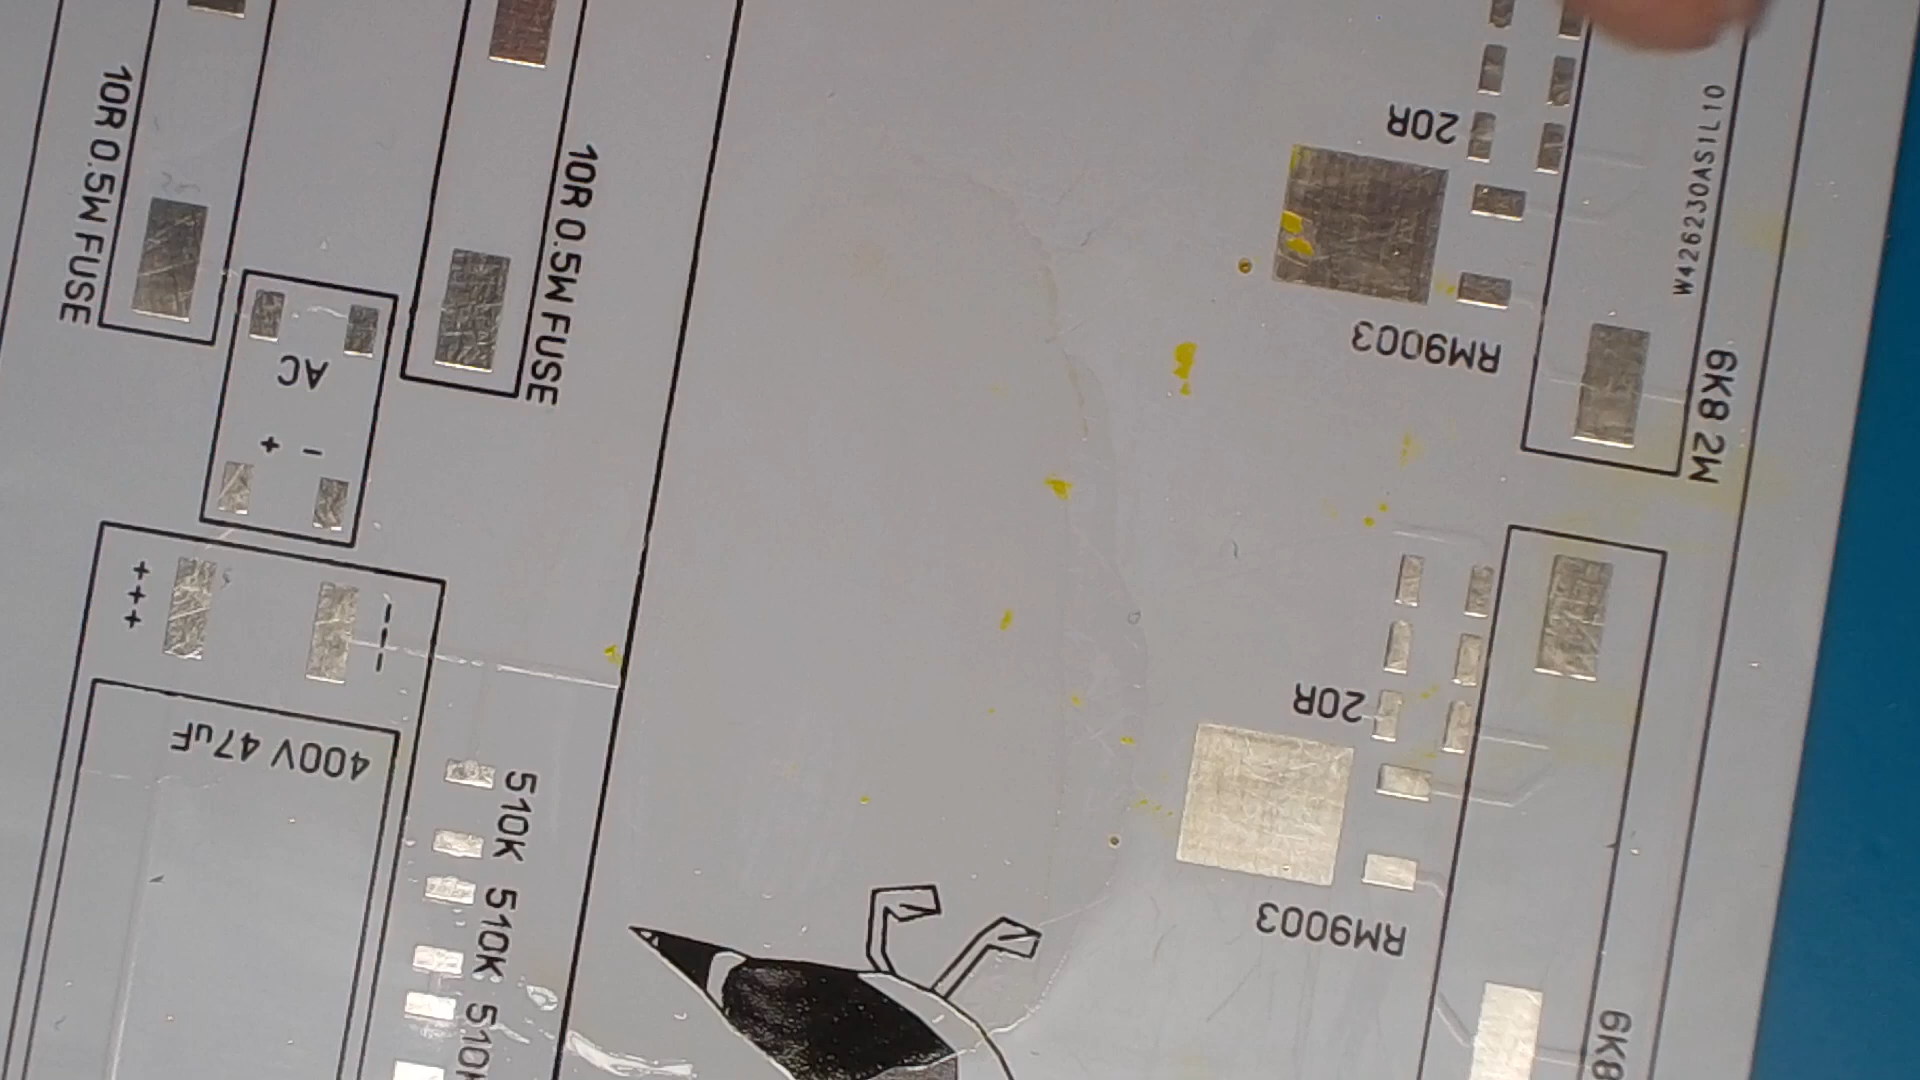 10R 0.5W FUSE
10R 0.5W FUSE
AC
+ -
+++
---
400V 47uF
510K
510K
510K
20R
RM9003
W426230ASIL10
6K8 2W
20R
RM9003
6K8